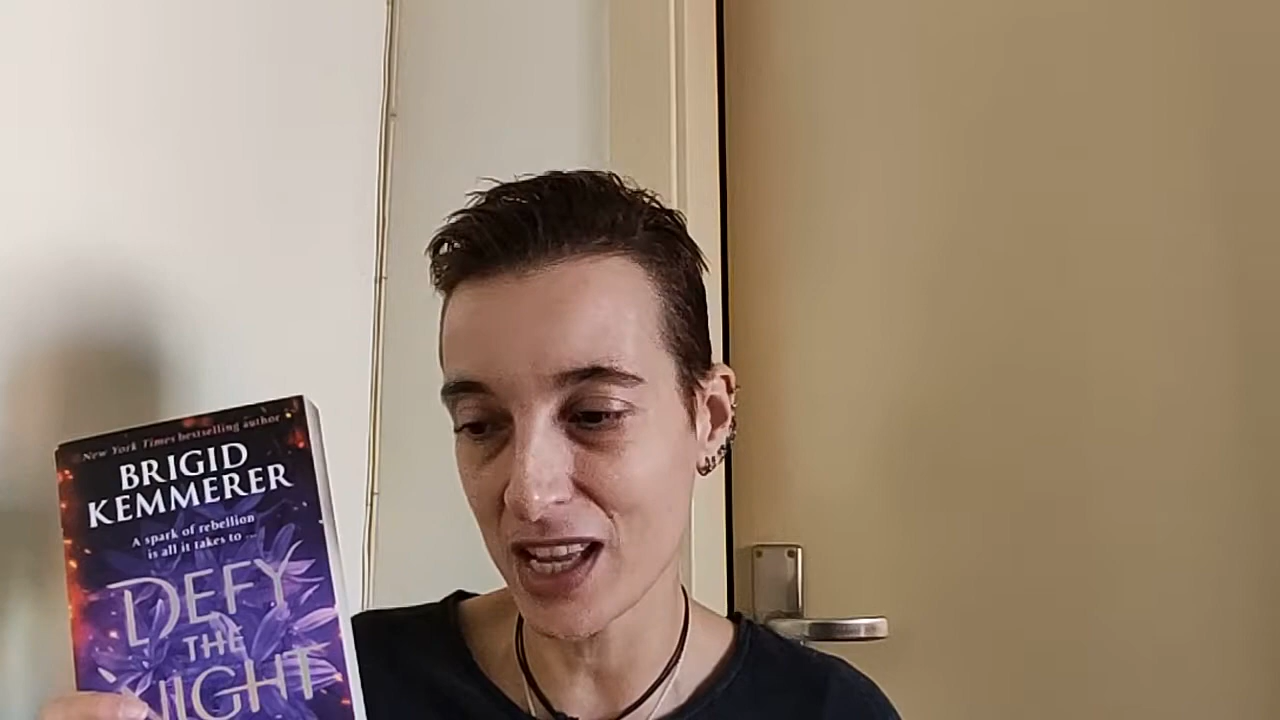 New York Times bestselling author
BRIGID
KEMMERER
A spark of rebellion
is all it takes to ...
DEFY
THE
NIGHT